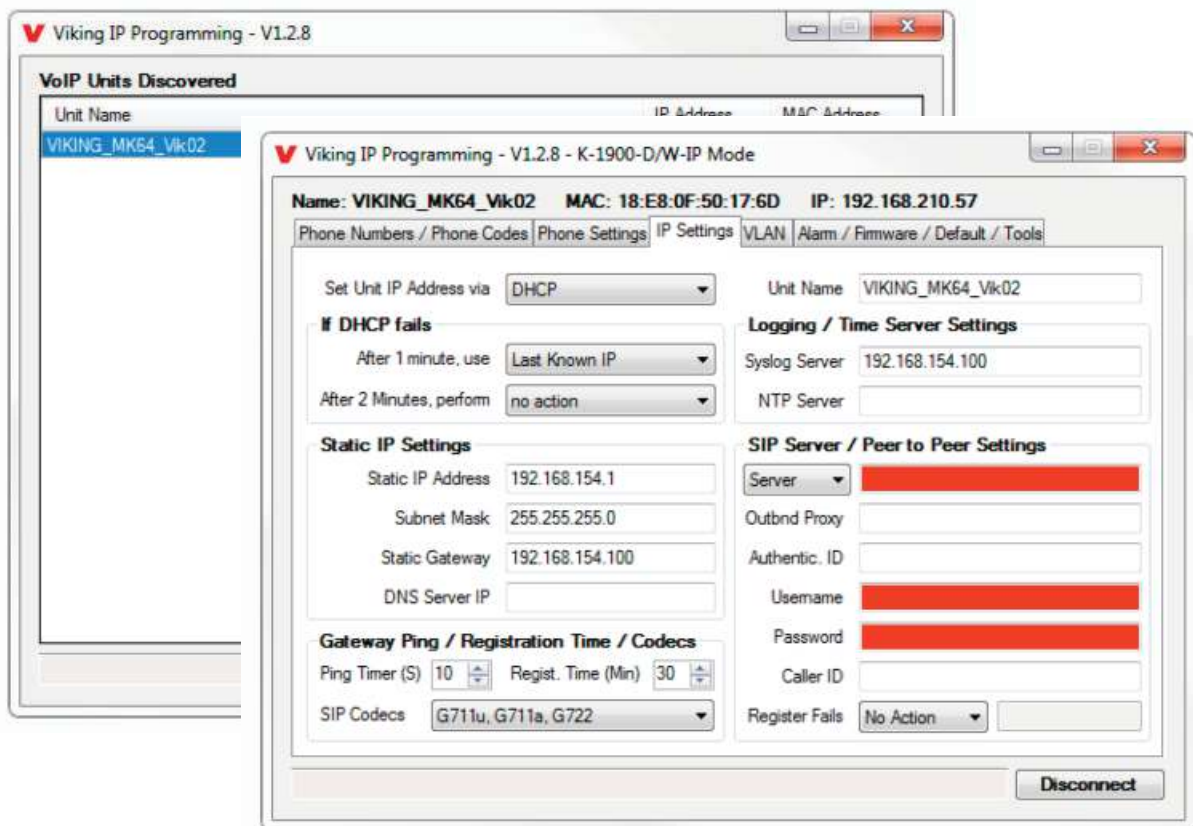 Viking IP Programming - V1.2.8
VoIP Units Discovered
Unit Name IP Address MAC Address
VIKING_MK64_Vik02
Viking IP Programming - V1.2.8 - K-1900-D/W-IP Mode
Name: VIKING_MK64_Vik02 MAC: 18:E8:0F:50:17:6D IP: 192.168.210.57
Phone Numbers / Phone Codes Phone Settings IP Settings VLAN Alarm / Firmware / Default / Tools
Set Unit IP Address via DHCP
If DHCP fails
After 1 minute, use Last Known IP
After 2 Minutes, perform no action
Static IP Settings
Static IP Address 192.168.154.1
Subnet Mask 255.255.255.0
Static Gateway 192.168.154.100
DNS Server IP
Gateway Ping / Registration Time / Codecs
Ping Timer (S) 10 Regist. Time (Min) 30
SIP Codecs G711u, G711a, G722
Unit Name VIKING_MK64_Vik02
Logging / Time Server Settings
Syslog Server 192.168.154.100
NTP Server
SIP Server / Peer to Peer Settings
Server
Outbnd Proxy
Authentic. ID
Username
Password
Caller ID
Register Fails No Action
Disconnect